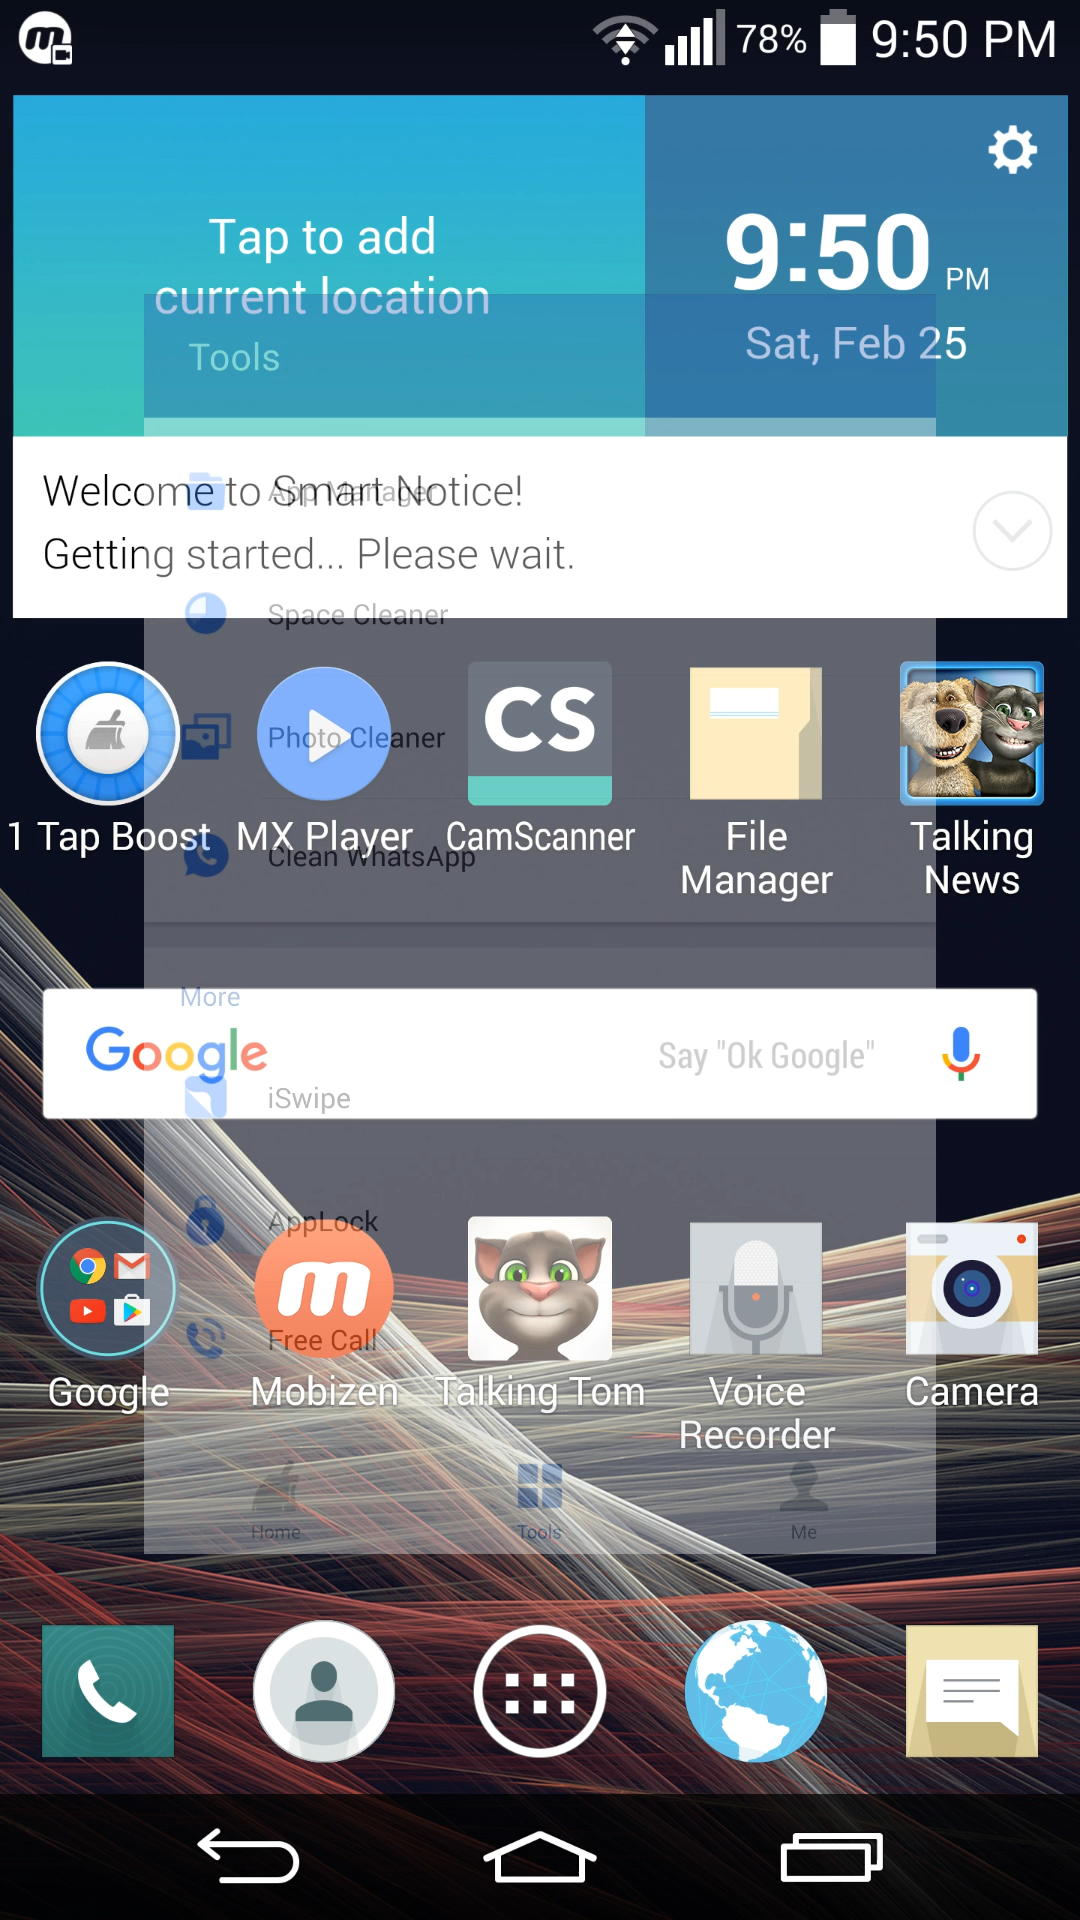 78% 9:50 PM
Tap to add
current location
9:50 PM
Sat, Feb 25
Tools
Welcome to Smart Notice!
App Manager
Getting started... Please wait.
Space Cleaner
Photo Cleaner
CS
1 Tap Boost
MX Player
CamScanner
File
Manager
Talking
News
Clean WhatsApp
More
Google
Say "Ok Google"
iSwipe
AppLock
m
Free Call
Google
Mobizen
Talking Tom
Voice
Recorder
Camera
Home
Tools
Me